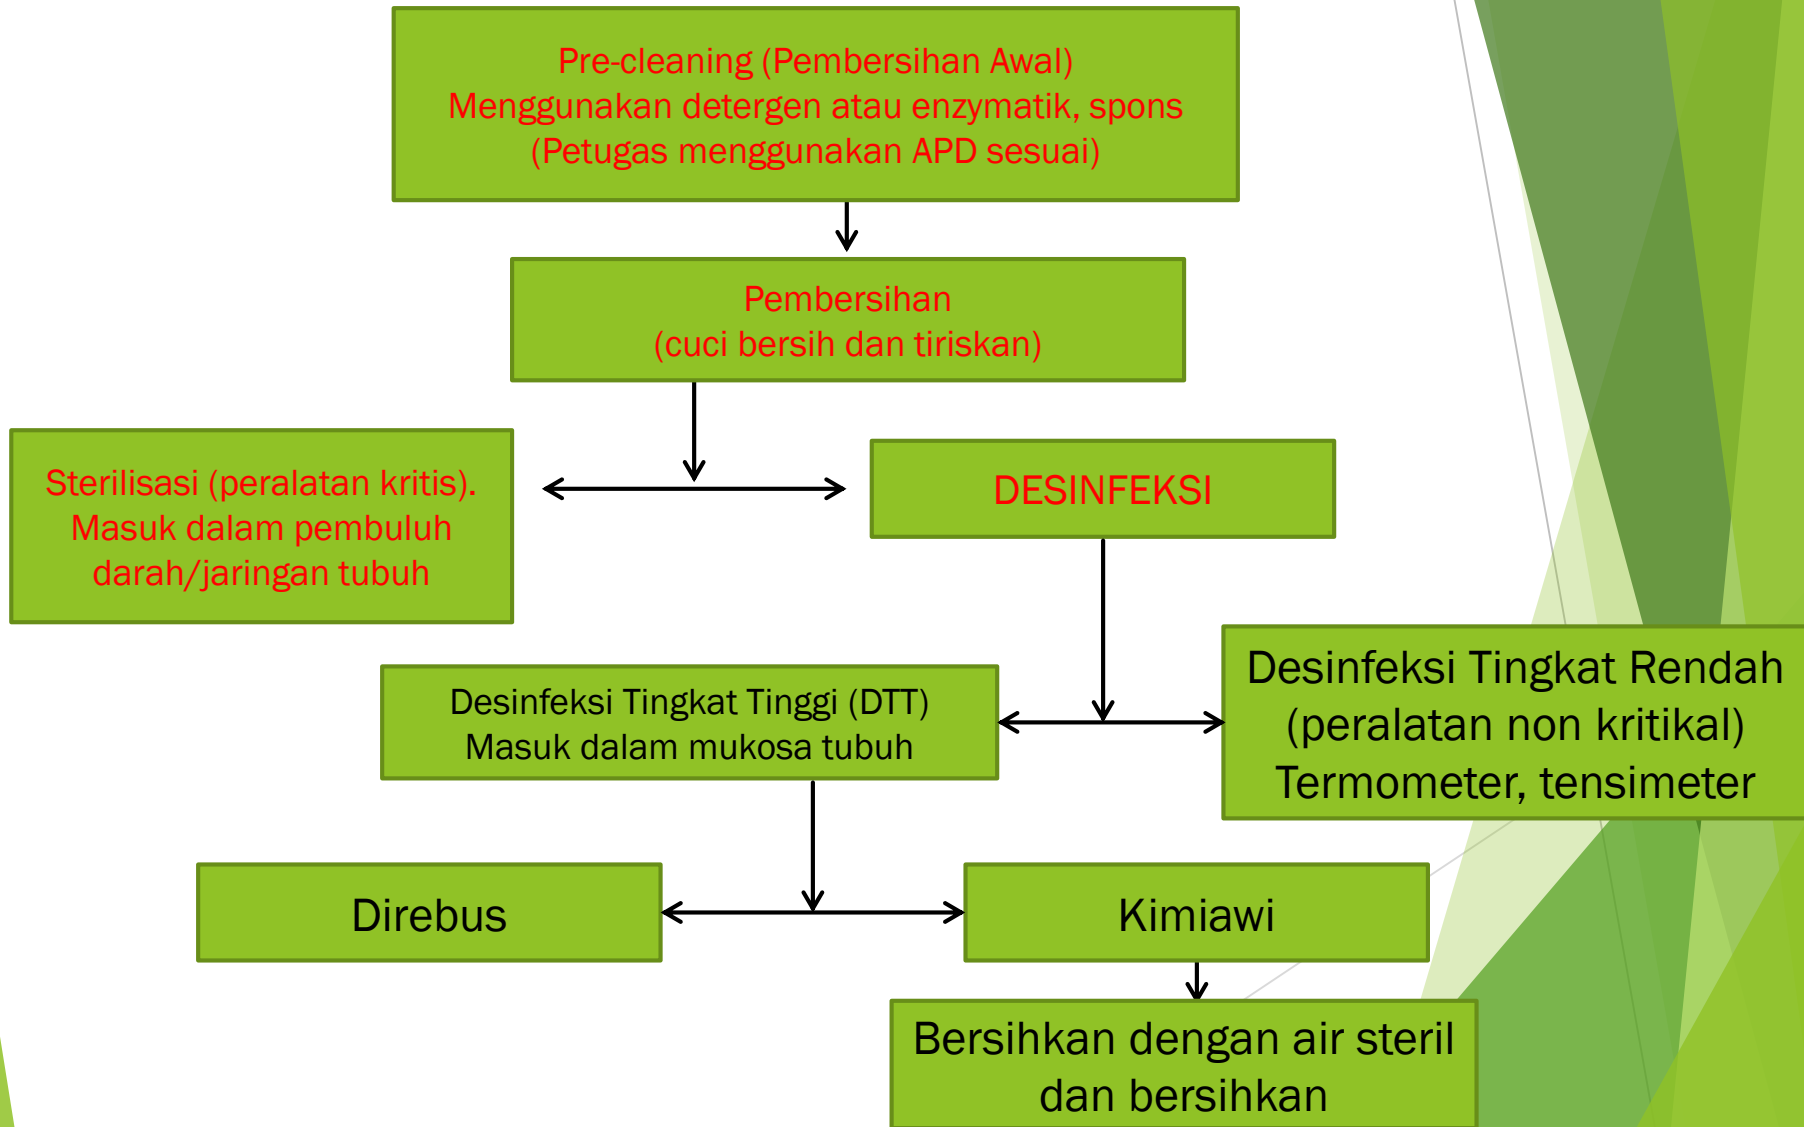 Pre-cleaning (Pembersihan Awal)
Menggunakan detergen atau enzymatik, spons
(Petugas menggunakan APD sesuai)
Pembersihan
(cuci bersih dan tiriskan)
Sterilisasi (peralatan kritis).
Masuk dalam pembuluh
darah/jaringan tubuh
DESINFEKSI
Desinfeksi Tingkat Tinggi (DTT)
Masuk dalam mukosa tubuh
Desinfeksi Tingkat Rendah
(peralatan non kritikal)
Termometer, tensimeter
Direbus
Kimiawi
Bersihkan dengan air steril
dan bersihkan